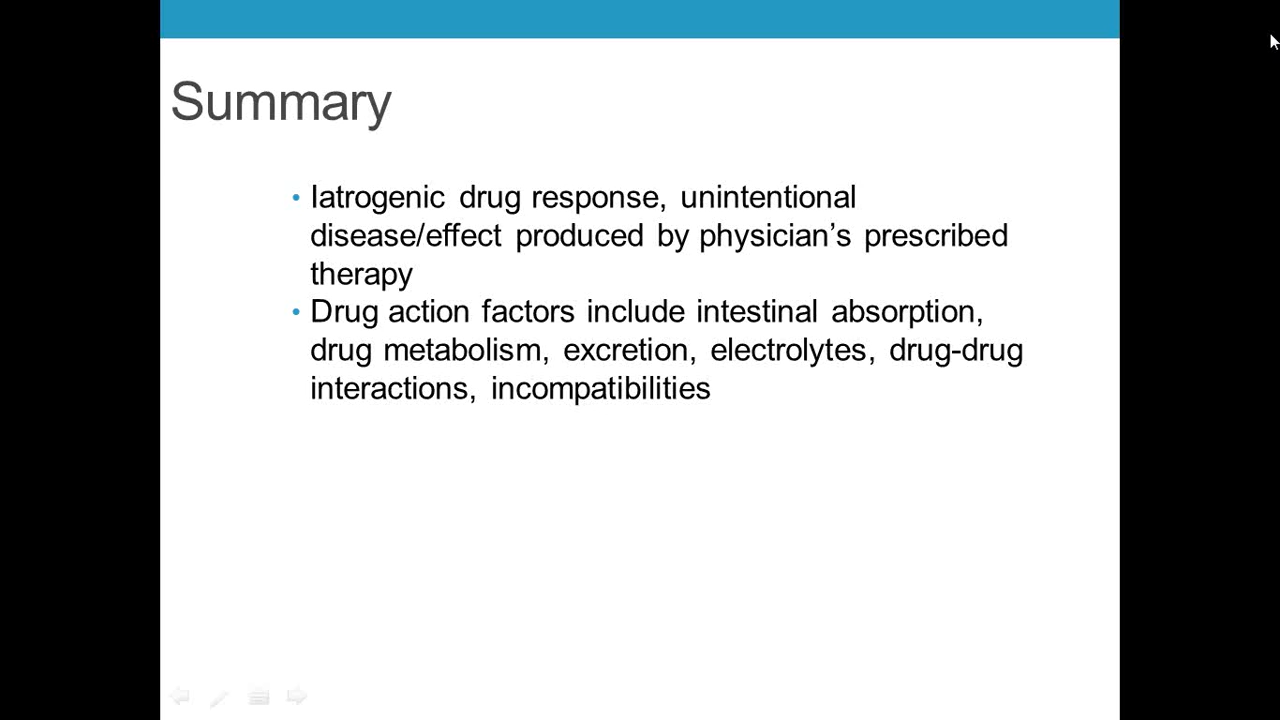 Summary
• Iatrogenic drug response, unintentional
disease/effect produced by physician’s prescribed
therapy
• Drug action factors include intestinal absorption,
drug metabolism, excretion, electrolytes, drug-drug
interactions, incompatibilities